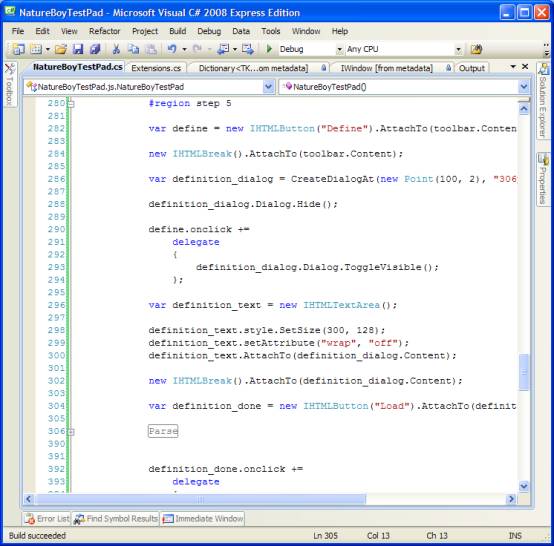 NatureBoyTestPad - Microsoft Visual C# 2008 Express Edition
File Edit View Refactor Project Build Debug Data Tools Window Help
Debug Any CPU
NatureBoyTestPad.cs Extensions.cs Dictionary<TK...om metadata] IWindow [from metadata] Output
NatureBoyTestPad.js.NatureBoyTestPad NatureBoyTestPad()
Toolbox
Solution Explorer
Properties
280 #region step 5
281
282 var define = new IHTMLButton("Define").AttachTo(toolbar.Conten
283
284 new IHTMLBreak().AttachTo(toolbar.Content);
285
286 var definition_dialog = CreateDialogAt(new Point(100, 2), "306
287
288 definition_dialog.Dialog.Hide();
289
290 define.onclick +=
291 delegate
292 {
293 definition_dialog.Dialog.ToggleVisible();
294 };
295
296 var definition_text = new IHTMLTextArea();
297
298 definition_text.style.SetSize(300, 128);
299 definition_text.setAttribute("wrap", "off");
300 definition_text.AttachTo(definition_dialog.Content);
301
302 new IHTMLBreak().AttachTo(definition_dialog.Content);
303
304 var definition_done = new IHTMLButton("Load").AttachTo(definit
305
306 Parse
390
391
392 definition_done.onclick +=
393 delegate
Error List Find Symbol Results Immediate Window
Build succeeded Ln 305 Col 13 Ch 13 INS